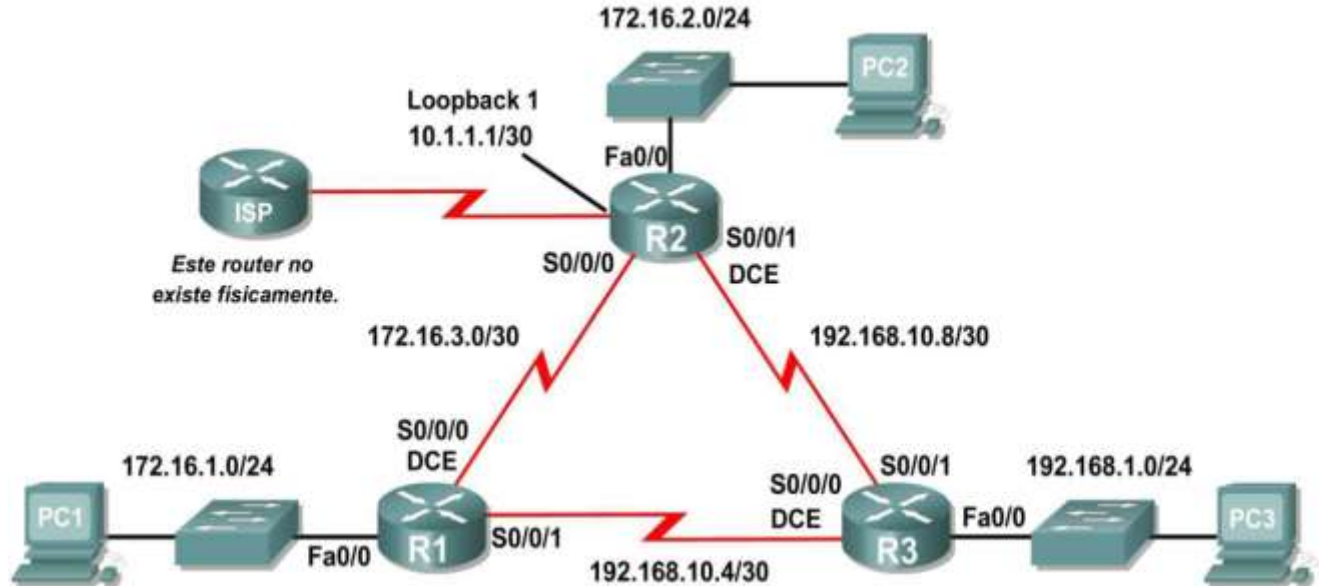 172.16.2.0/24
PC2
Loopback 1
10.1.1.1/30
Fa0/0
ISP
R2
S0/0/1
DCE
S0/0/0
Este router no
existe fisicamente.
172.16.3.0/30
192.168.10.8/30
S0/0/0
DCE
172.16.1.0/24
S0/0/1
192.168.1.0/24
S0/0/0
DCE
PC1
Fa0/0
R1
S0/0/1
R3
Fa0/0
PC3
192.168.10.4/30